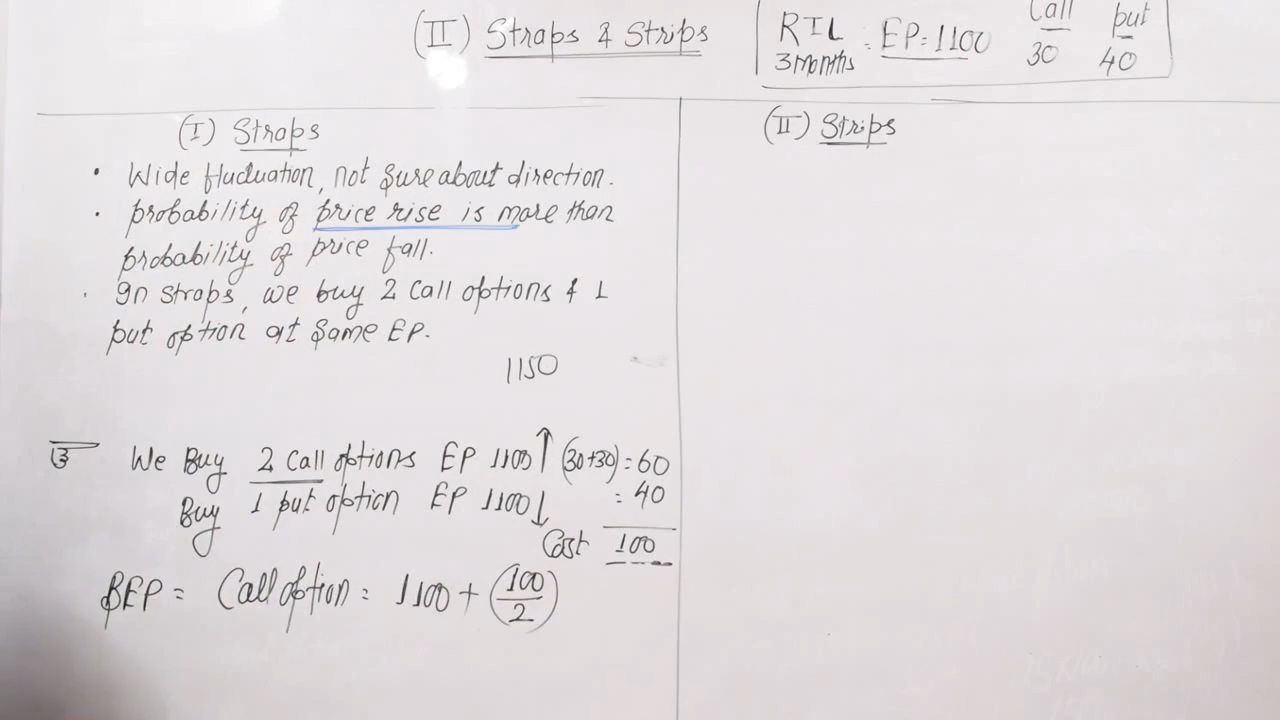 (II) Straps & Strips
RIL = EP = 1100 Call put
3 months 30 40
(I) Straps
• Wide fluctuation, not sure about direction.
• probability of price rise is more than
probability of price fall.
• In straps, we buy 2 Call options & 1
put option at same EP.
1150
We Buy 2 Call options EP 1100↑ (30+30) = 60
Buy 1 put option EP 1100↓ = 40
Cost 100
BEP = Call option = 1100 + (100/2)
(II) Strips